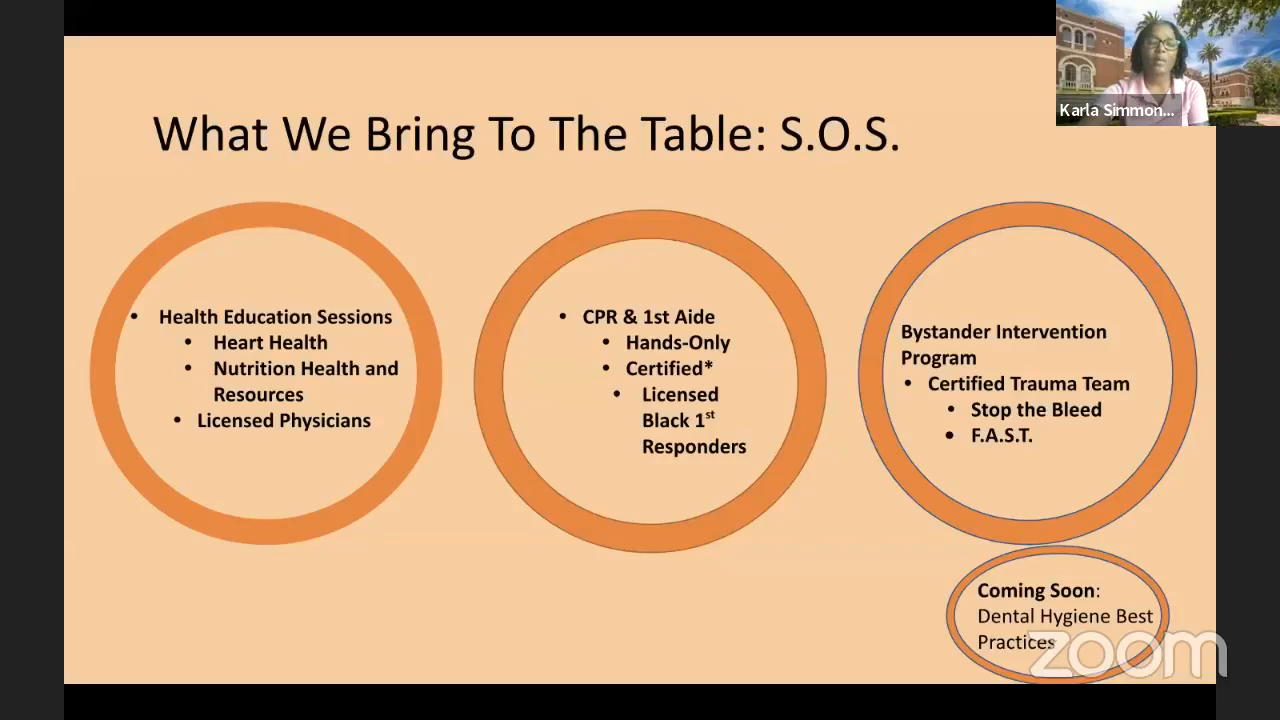 Karla Simmon...
What We Bring To The Table: S.O.S.
• Health Education Sessions
• Heart Health
• Nutrition Health and
Resources
• Licensed Physicians
• CPR & 1st Aide
• Hands-Only
• Certified*
• Licensed
Black 1st
Responders
Bystander Intervention
Program
• Certified Trauma Team
• Stop the Bleed
• F.A.S.T.
Coming Soon:
Dental Hygiene Best
Practices
zoom